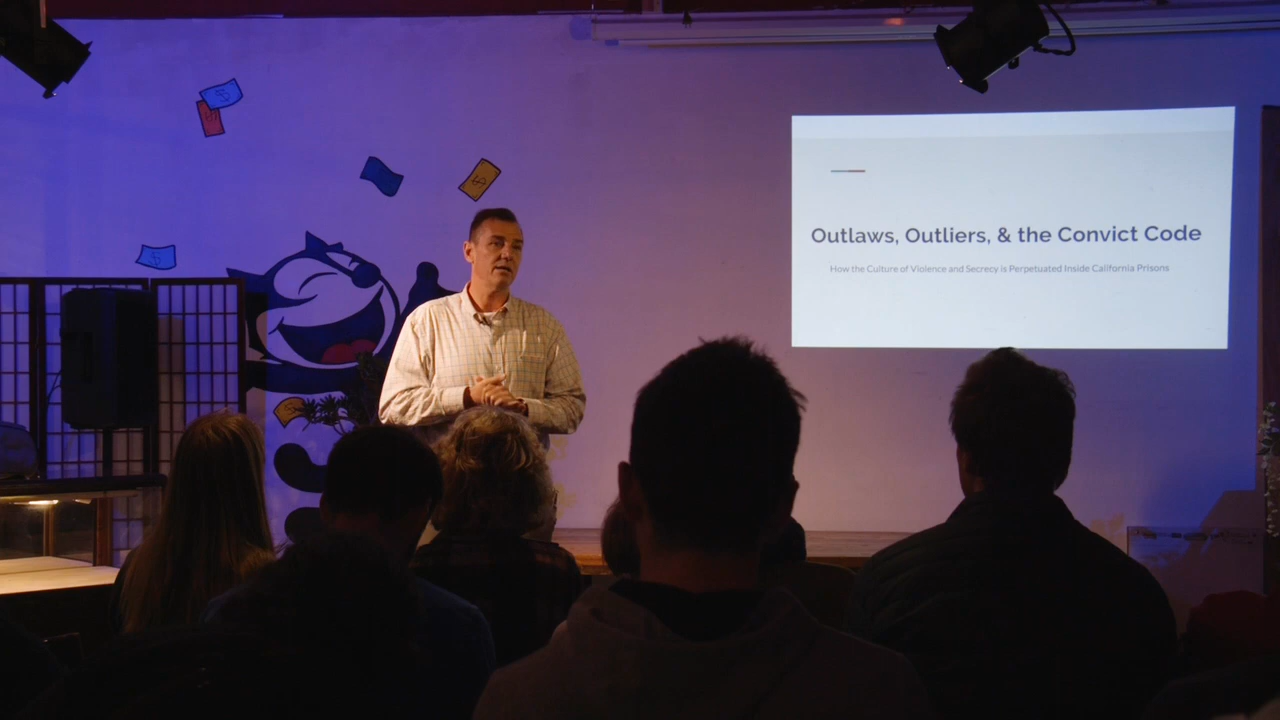 Outlaws, Outliers, & the Convict Code
How the Culture of Violence and Secrecy is Perpetuated Inside California Prisons